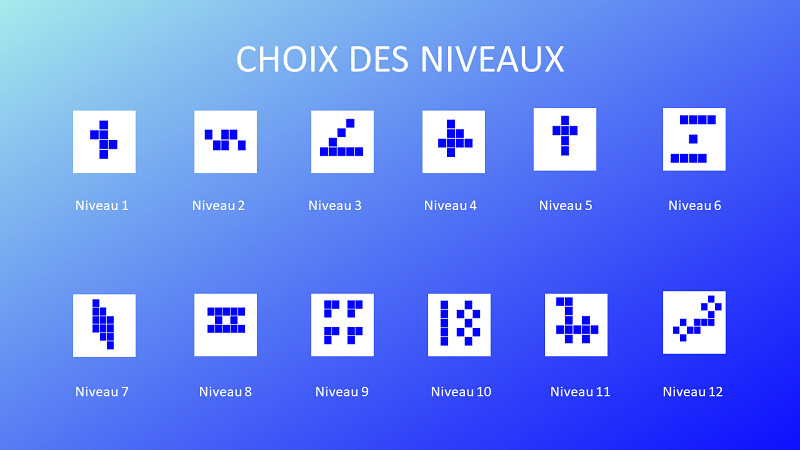 CHOIX DES NIVEAUX
Niveau 1
Niveau 2
Niveau 3
Niveau 4
Niveau 5
Niveau 6
Niveau 7
Niveau 8
Niveau 9
Niveau 10
Niveau 11
Niveau 12